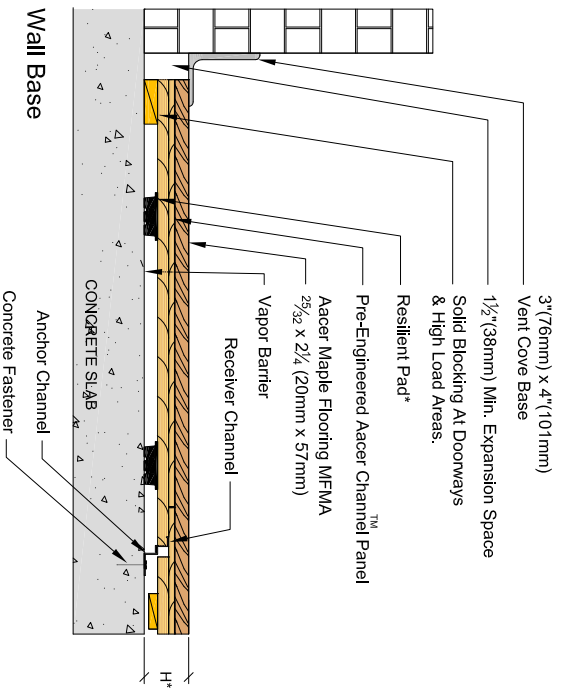 3"(76mm) x 4"(101mm)
Vent Cove Base
1½"(38mm) Min. Expansion Space
Solid Blocking At Doorways
& High Load Areas.
Resilient Pad*
Pre-Engineered Aacer Channel™ Panel
Aacer Maple Flooring MFMA
25/32 x 2¼ (20mm x 57mm)
Vapor Barrier
Receiver Channel
H*
CONCRETE SLAB
Anchor Channel
Concrete Fastener
Wall Base